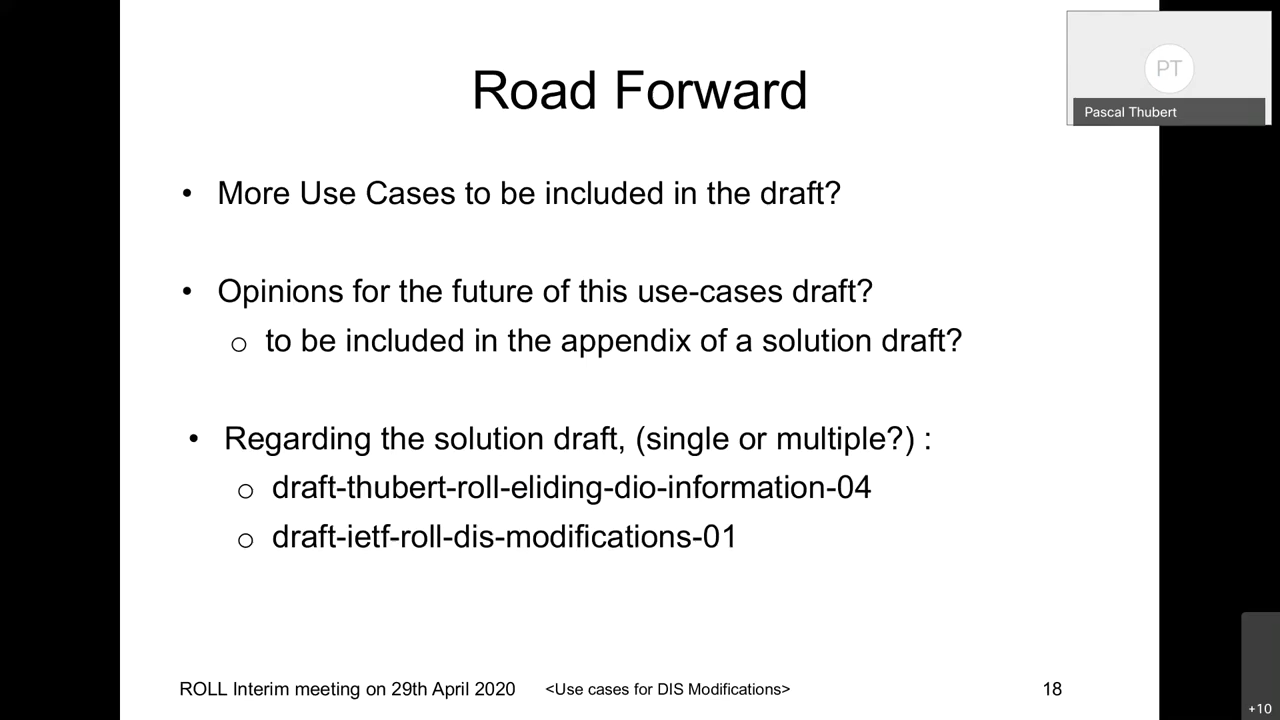 Road Forward
PT
Pascal Thubert
• More Use Cases to be included in the draft?
• Opinions for the future of this use-cases draft?
o to be included in the appendix of a solution draft?
• Regarding the solution draft, (single or multiple?) :
o draft-thubert-roll-eliding-dio-information-04
o draft-ietf-roll-dis-modifications-01
ROLL Interim meeting on 29th April 2020 <Use cases for DIS Modifications> 18
+10